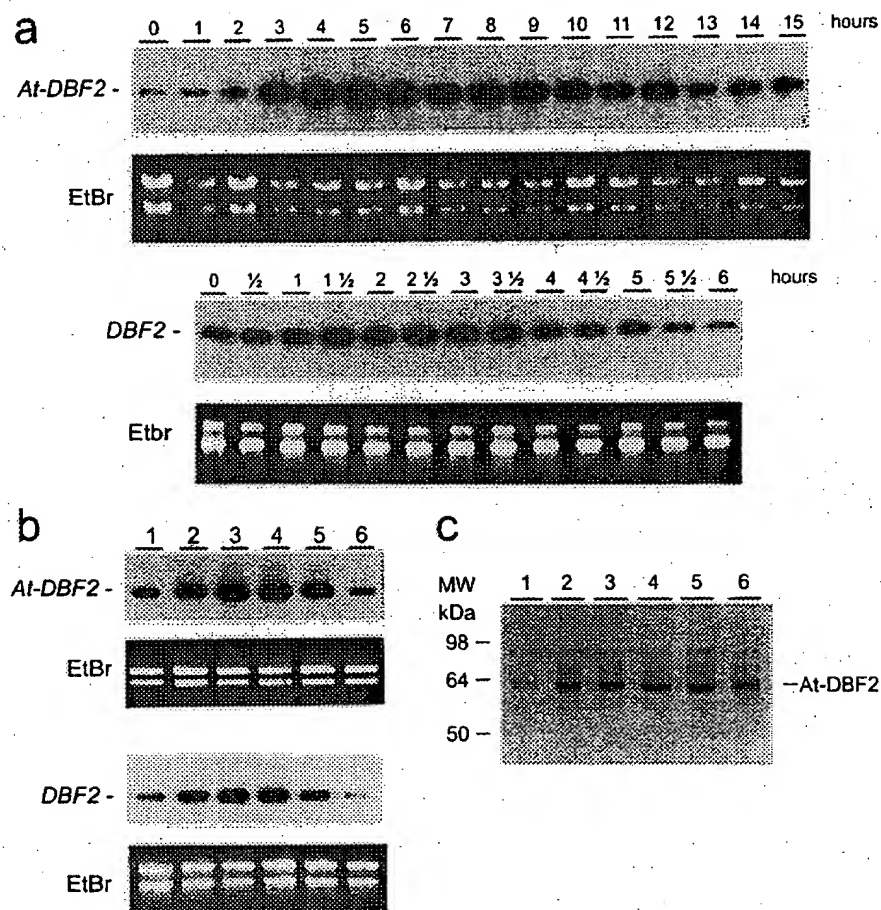 a
0 1 2 3 4 5 6 7 8 9 10 11 12 13 14 15 hours
At-DBF2 -
EtBr
0 ½ 1 1 ½ 2 2 ½ 3 3 ½ 4 4 ½ 5 5 ½ 6 hours
DBF2 -
Etbr
b
1 2 3 4 5 6
At-DBF2 -
EtBr
DBF2 -
EtBr
c
MW 1 2 3 4 5 6
kDa
98 –
64 – –At-DBF2
50 –